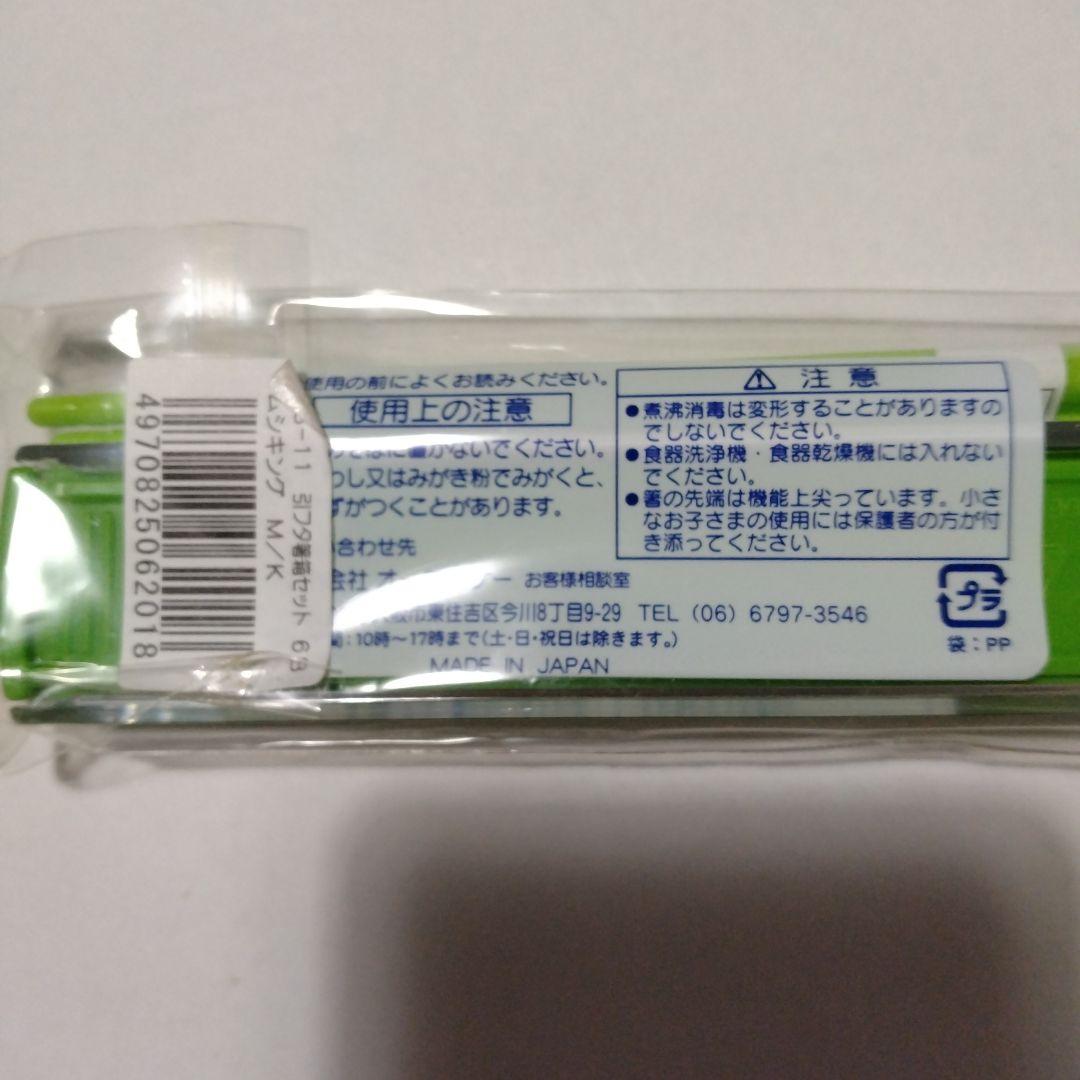 4970825062018
-11 引フタ箸箱セット 63
ムシキング M/K
使用の前によくお読みください。
使用上の注意
かないでください。
わし又はみがき粉でみがくと、
ずがつくことがあります。
い合わせ先
会社 オ ー お客様相談室
阪市東住吉区今川8丁目9-29 TEL (06) 6797-3546
間:10時〜17時まで(土・日・祝日は除きます。)
MADE IN JAPAN
⚠ 注意
●煮沸消毒は変形することがありますの
でしないでください。
●食器洗浄機・食器乾燥機には入れない
でください。
●箸の先端は機能上尖っています。小さ
なお子さまの使用には保護者の方が付
き添ってください。
プラ
袋:PP